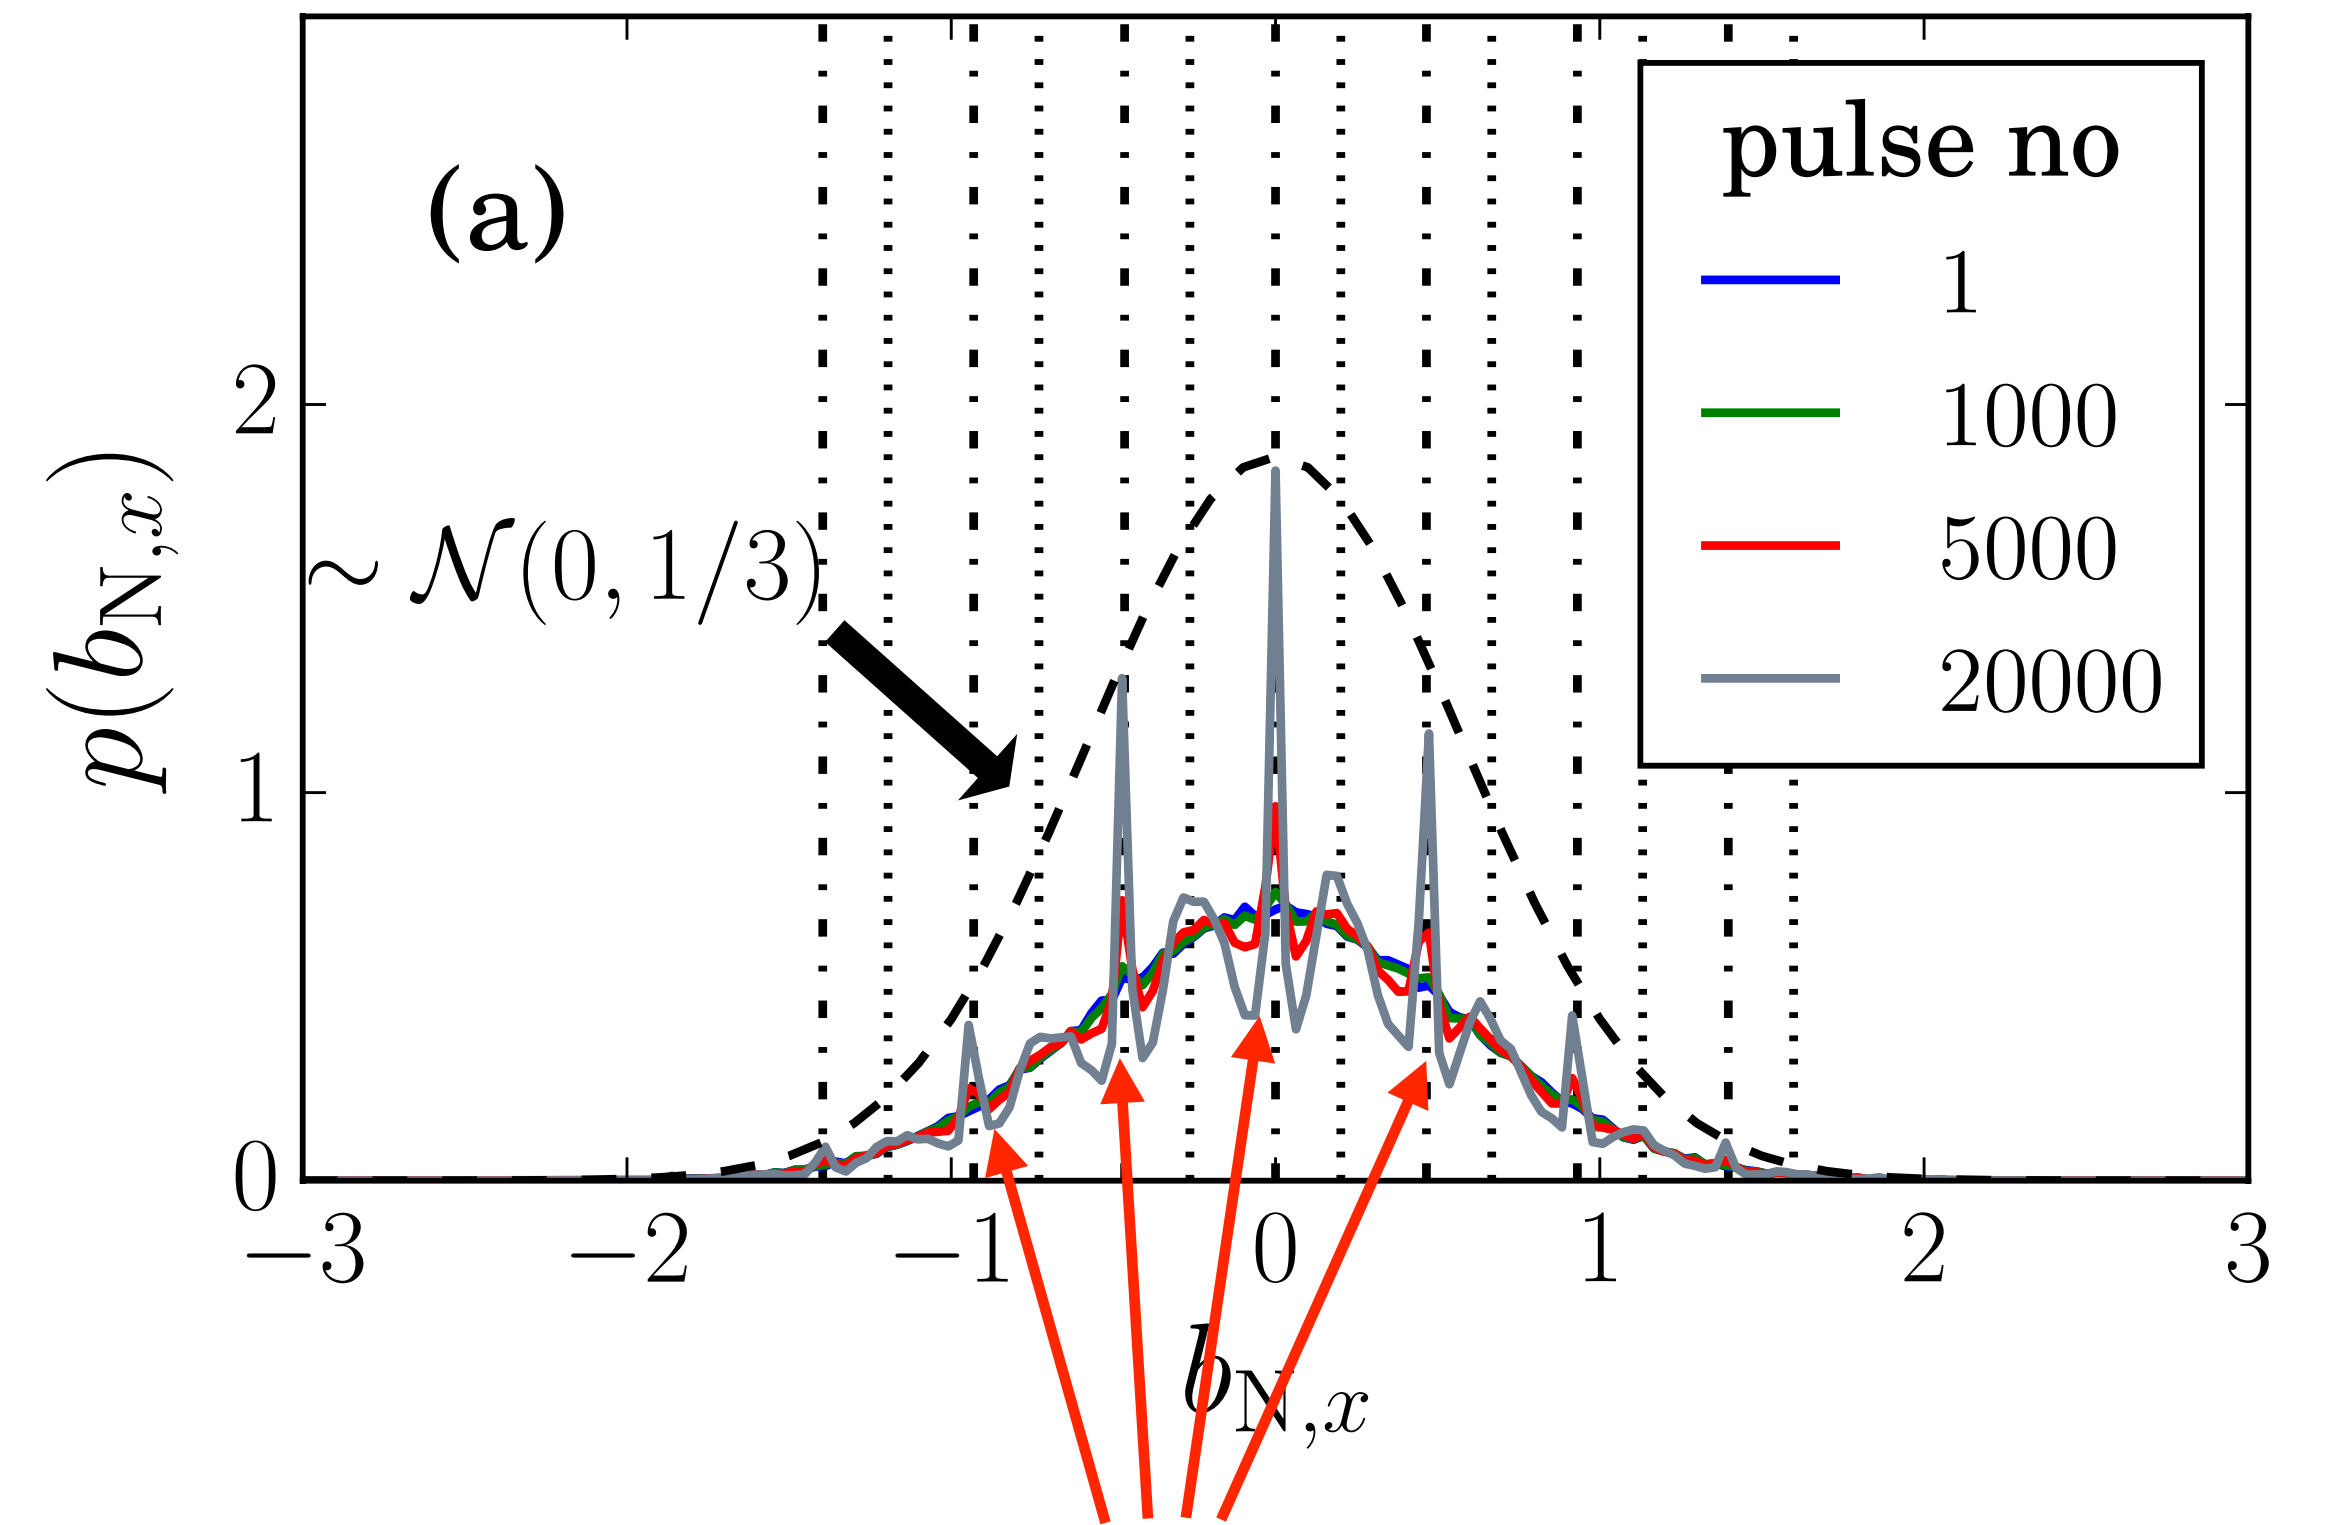 (a)
∼ 𝒩(0, 1/3)
pulse no
1
1000
5000
20000
p(b_{N,x})
2
1
0
−3 −2 −1 0 1 2 3
b_{N,x}